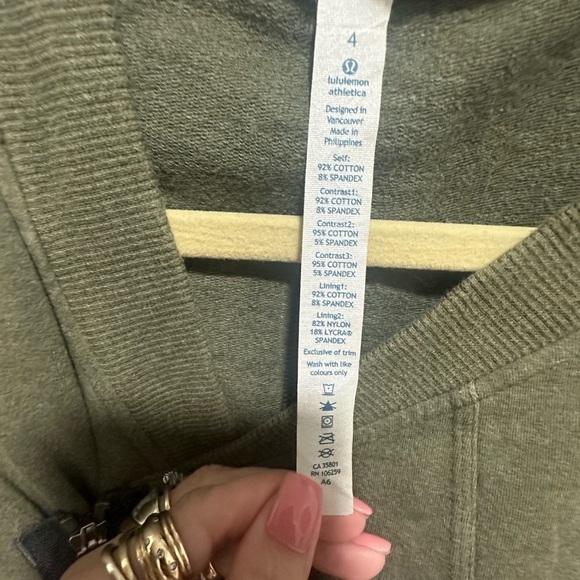 4
lululemon
athletica
Designed in
Vancouver
Made in
Philippines
Self:
92% COTTON
8% SPANDEX
Contrast1:
92% COTTON
8% SPANDEX
Contrast2:
95% COTTON
5% SPANDEX
Contrast3:
95% COTTON
5% SPANDEX
Lining1:
92% COTTON
8% SPANDEX
Lining2:
82% NYLON
18% LYCRA®
SPANDEX
Exclusive of trim
Wash with like
colours only
CA 35801
RN 106259
A6